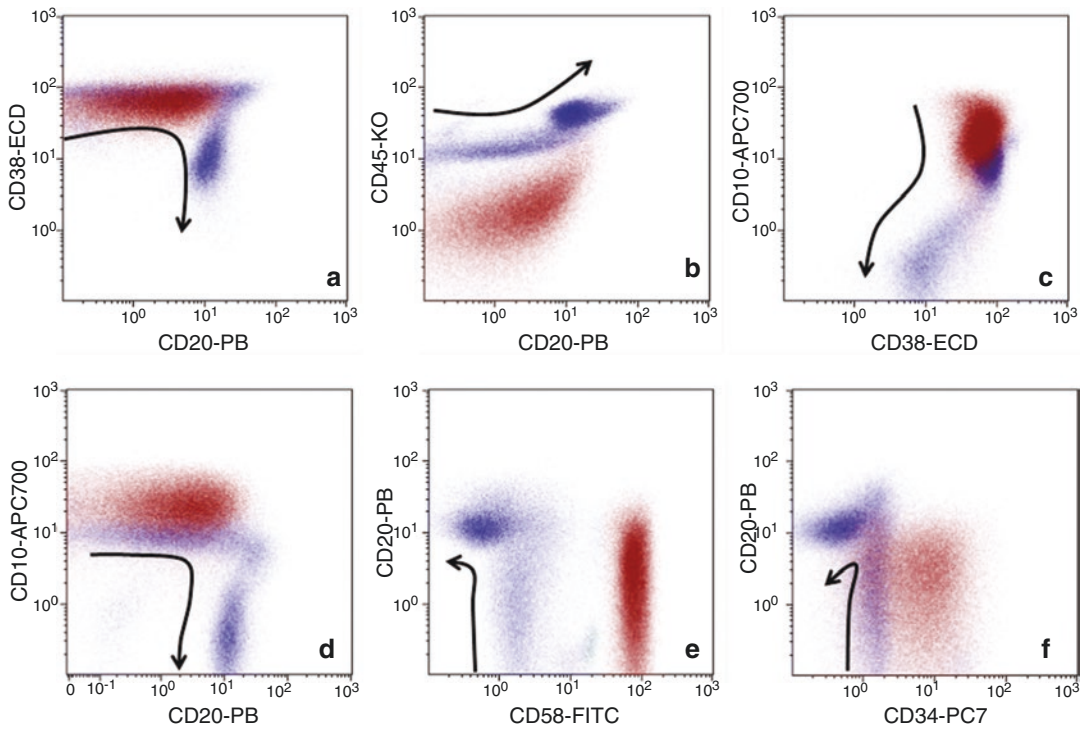 10³
10²
10¹
10⁰
CD38-ECD
10⁰ 10¹ 10² 10³
CD20-PB
a
10³
10²
10¹
10⁰
CD45-KO
10⁰ 10¹ 10² 10³
CD20-PB
b
10³
10²
10¹
10⁰
CD10-APC700
10⁰ 10¹ 10² 10³
CD38-ECD
c
10³
10²
10¹
10⁰
CD10-APC700
0 10⁻¹ 10⁰ 10¹ 10² 10³
CD20-PB
d
10³
10²
10¹
10⁰
CD20-PB
10⁰ 10¹ 10² 10³
CD58-FITC
e
10³
10²
10¹
10⁰
CD20-PB
10⁰ 10¹ 10² 10³
CD34-PC7
f